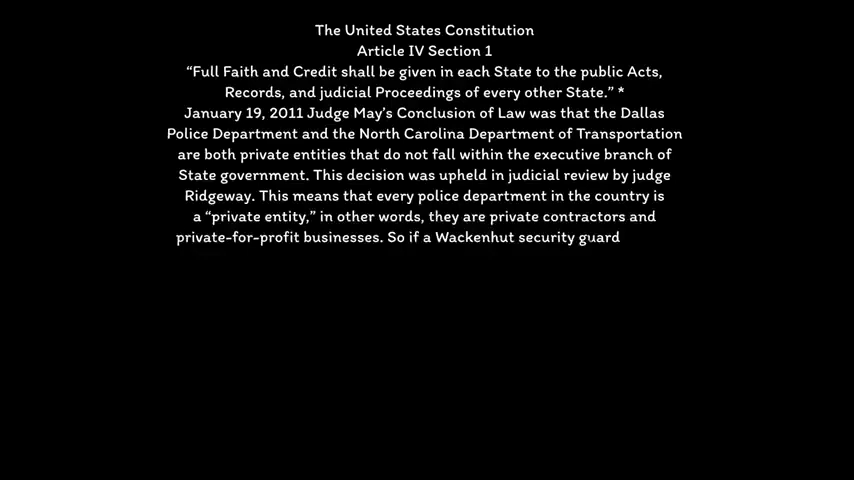 The United States Constitution
Article IV Section 1
“Full Faith and Credit shall be given in each State to the public Acts,
Records, and judicial Proceedings of every other State.” *
January 19, 2011 Judge May’s Conclusion of Law was that the Dallas
Police Department and the North Carolina Department of Transportation
are both private entities that do not fall within the executive branch of
State government. This decision was upheld in judicial review by judge
Ridgeway. This means that every police department in the country is
a “private entity,” in other words, they are private contractors and
private-for-profit businesses. So if a Wackenhut security guard